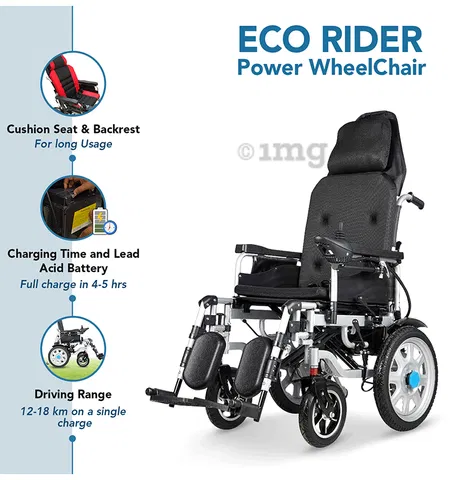 ECO RIDER
Power WheelChair
©1mg
Cushion Seat & Backrest
For long Usage
Charging Time and Lead
Acid Battery
Full charge in 4-5 hrs
Driving Range
12-18 km on a single
charge